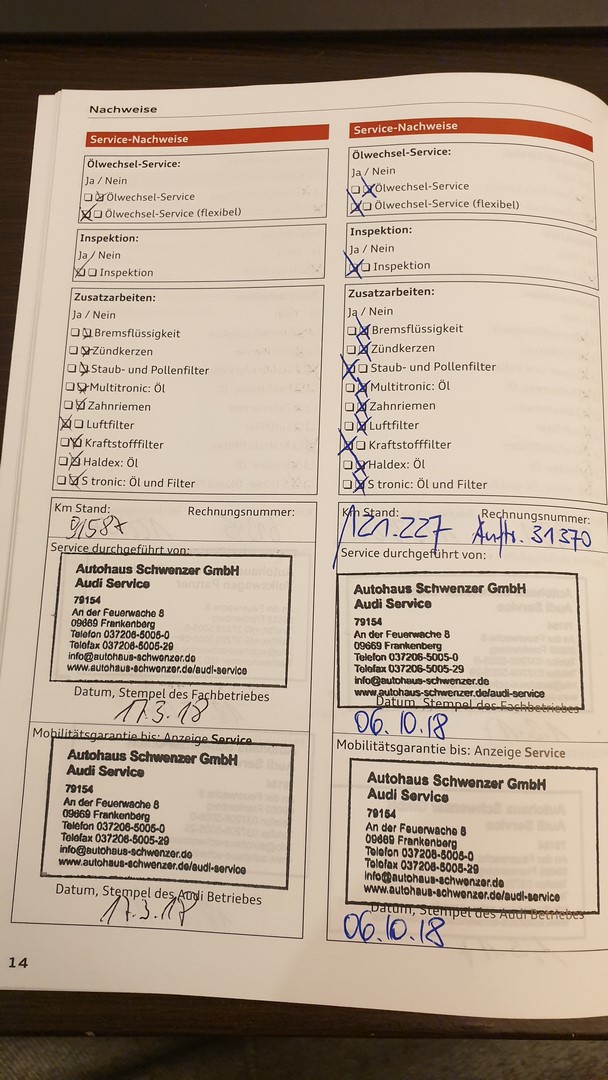 Nachweise
Service-Nachweise
Ölwechsel-Service:
Ja / Nein
Ölwechsel-Service
Ölwechsel-Service (flexibel)
Inspektion:
Ja / Nein
Inspektion
Zusatzarbeiten:
Ja / Nein
Bremsflüssigkeit
Zündkerzen
Staub- und Pollenfilter
Multitronic: Öl
Zahnriemen
Luftfilter
Kraftstofffilter
Haldex: Öl
S tronic: Öl und Filter
Km Stand: Rechnungsnummer:
Service durchgeführt von:
Autohaus Schwenzer GmbH
Audi Service
79154
An der Feuerwache 8
09669 Frankenberg
Telefon 037206-5005-0
Telefax 037206-5005-29
info@autohaus-schwenzer.de
www.autohaus-schwenzer.de/audi-service
Datum, Stempel des Fachbetriebes
17.3.18
Mobilitätsgarantie bis: Anzeige Service
Autohaus Schwenzer GmbH
Audi Service
79154
An der Feuerwache 8
09669 Frankenberg
Telefon 037206-5005-0
Telefax 037206-5005-29
info@autohaus-schwenzer.de
www.autohaus-schwenzer.de/audi-service
Datum, Stempel des Audi Betriebes
17.3.18
14
Service-Nachweise
Ölwechsel-Service:
Ja / Nein
Ölwechsel-Service
Ölwechsel-Service (flexibel)
Inspektion:
Ja / Nein
Inspektion
Zusatzarbeiten:
Ja / Nein
Bremsflüssigkeit
Zündkerzen
Staub- und Pollenfilter
Multitronic: Öl
Zahnriemen
Luftfilter
Kraftstofffilter
Haldex: Öl
S tronic: Öl und Filter
Km Stand: Rechnungsnummer:
121.227 Auftr. 31370
Service durchgeführt von:
Autohaus Schwenzer GmbH
Audi Service
79154
An der Feuerwache 8
09669 Frankenberg
Telefon 037206-5005-0
Telefax 037206-5005-29
info@autohaus-schwenzer.de
www.autohaus-schwenzer.de/audi-service
Datum, Stempel des Fachbetriebes
06.10.18
Mobilitätsgarantie bis: Anzeige Service
Autohaus Schwenzer GmbH
Audi Service
79154
An der Feuerwache 8
09669 Frankenberg
Telefon 037206-5005-0
Telefax 037206-5005-29
info@autohaus-schwenzer.de
www.autohaus-schwenzer.de/audi-service
Datum, Stempel des Audi Betriebes
06.10.18